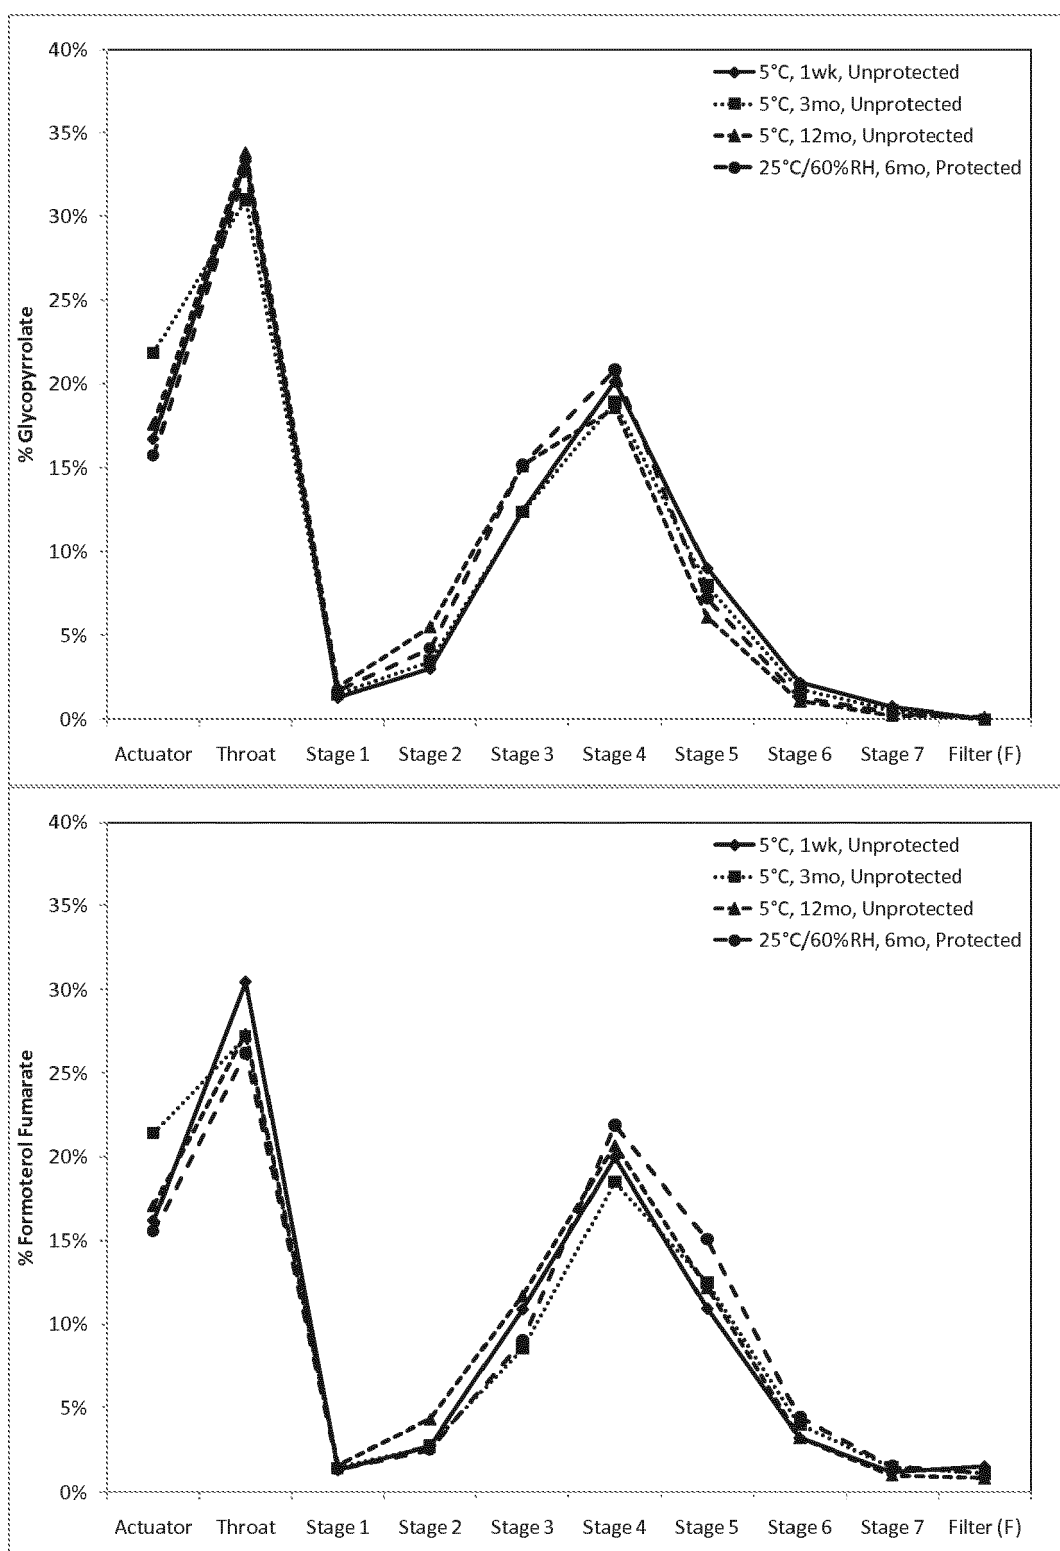 40%
35%
30%
25%
20%
15%
10%
5%
0%
% Glycopyrrolate
5°C, 1wk, Unprotected
5°C, 3mo, Unprotected
5°C, 12mo, Unprotected
25°C/60%RH, 6mo, Protected
Actuator Throat Stage 1 Stage 2 Stage 3 Stage 4 Stage 5 Stage 6 Stage 7 Filter (F)
40%
35%
30%
25%
20%
15%
10%
5%
0%
% Formoterol Fumarate
5°C, 1wk, Unprotected
5°C, 3mo, Unprotected
5°C, 12mo, Unprotected
25°C/60%RH, 6mo, Protected
Actuator Throat Stage 1 Stage 2 Stage 3 Stage 4 Stage 5 Stage 6 Stage 7 Filter (F)